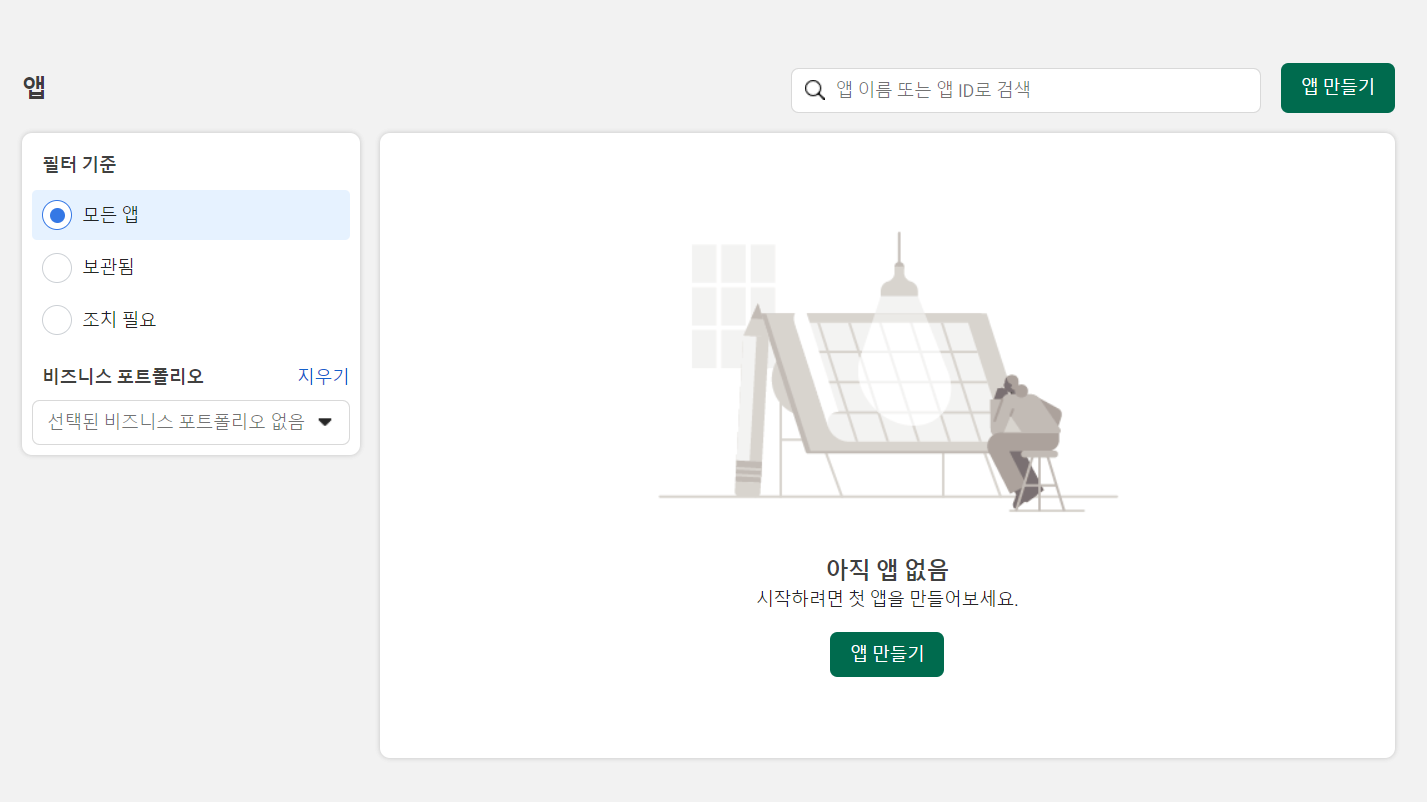 앱
앱 이름 또는 앱 ID로 검색
앱 만들기
필터 기준
모든 앱
보관됨
조치 필요
비즈니스 포트폴리오
지우기
선택된 비즈니스 포트폴리오 없음
아직 앱 없음
시작하려면 첫 앱을 만들어보세요.
앱 만들기